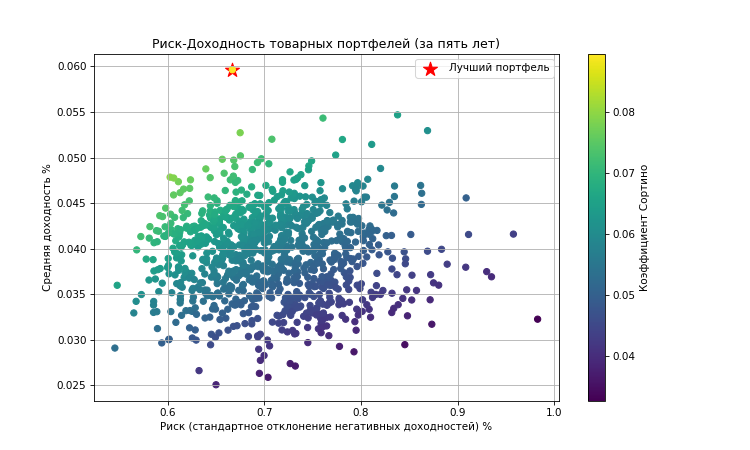 Риск-Доходность товарных портфелей (за пять лет)
Лучший портфель
Средняя доходность %
0.060
0.055
0.050
0.045
0.040
0.035
0.030
0.025
0.6 0.7 0.8 0.9 1.0
Риск (стандартное отклонение негативных доходностей) %
0.08
0.07
0.06
0.05
0.04
Коэффициент Сортино